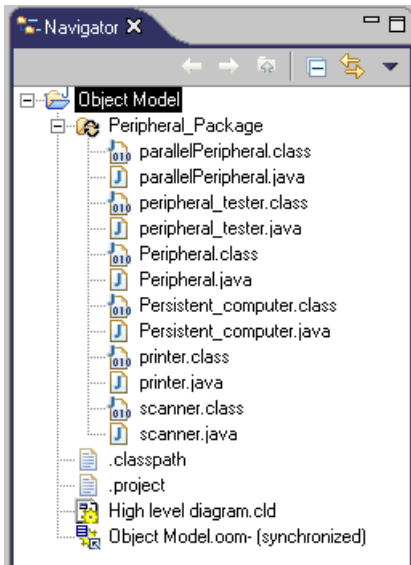 Navigator
Object Model
Peripheral_Package
parallelPeripheral.class
parallelPeripheral.java
peripheral_tester.class
peripheral_tester.java
Peripheral.class
Peripheral.java
Persistent_computer.class
Persistent_computer.java
printer.class
printer.java
scanner.class
scanner.java
.classpath
.project
High level diagram.cld
Object Model.oom- (synchronized)